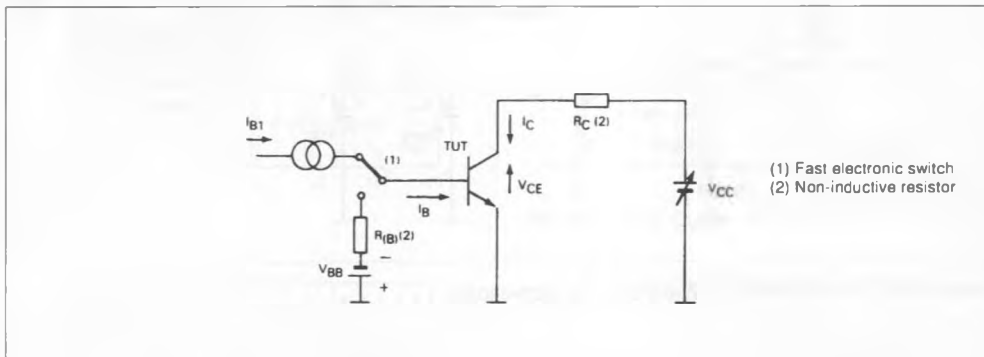 I_B1
(1)
TUT
I_C
R_C (2)
V_CE
I_B
R_(B) (2)
V_BB
−
+
V_CC
(1) Fast electronic switch
(2) Non-inductive resistor